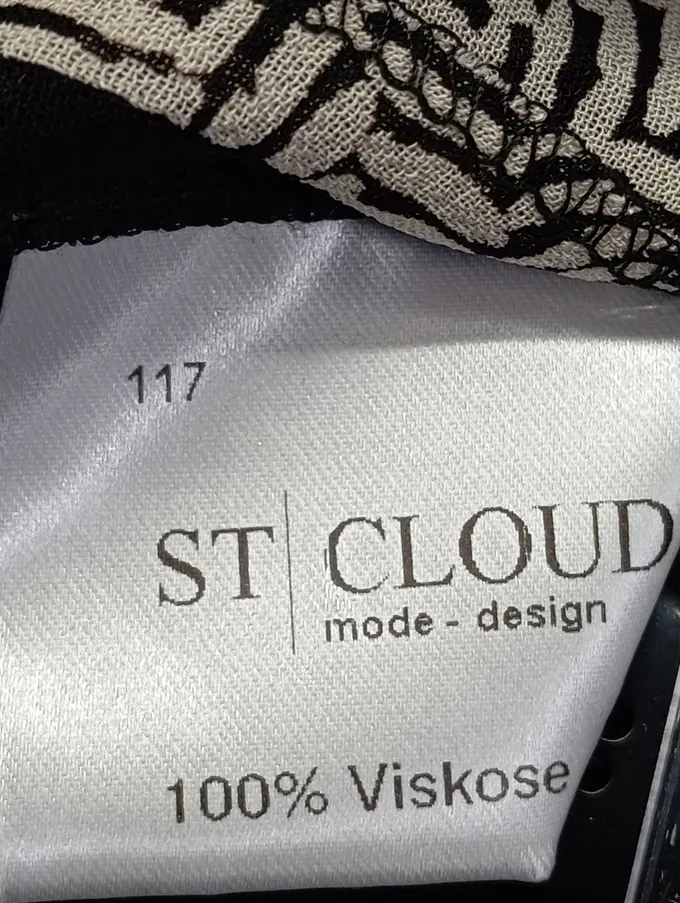 117
ST | CLOUD
mode - design
100% Viskose